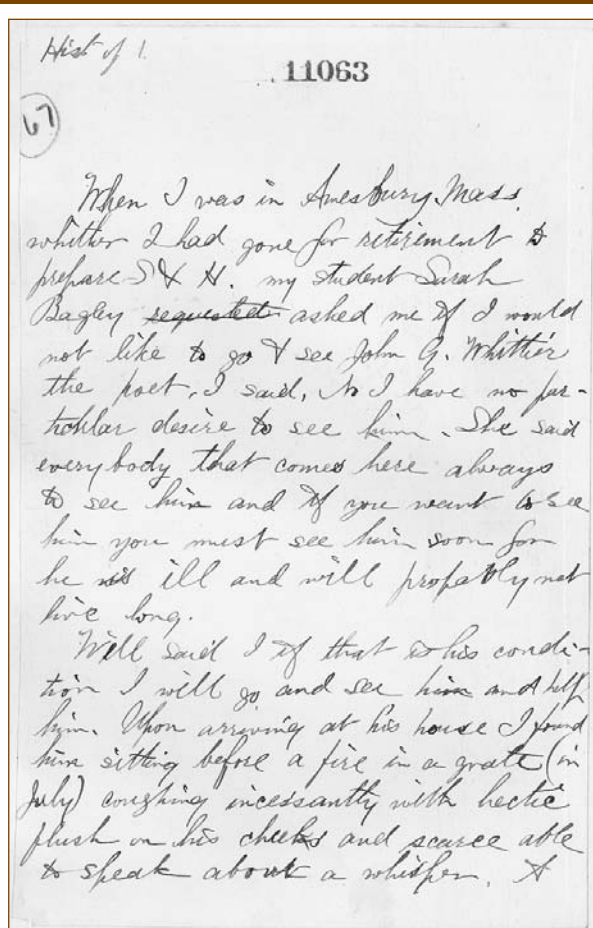 Hist of 1.
11063
67
When I was in Amesbury, Mass.
whither I had gone for retirement to
prepare S & H. my student Sarah
Bagley requested asked me if I would
not like to go & see John G. Whittier
the poet. I said, No I have no par-
ticular desire to see him. She said
everybody that comes here always
to see him and if you want to see
him you must see him soon for
he is ill and will propably not
live long.
Well said I if that is his condi-
tion I will go and see him and help
him. Upon arriving at his house I found
him sitting before a fire in a grate (in
July) coughing incessantly with hectic
flush on his cheeks and scarce able
to speak about a whisper. A